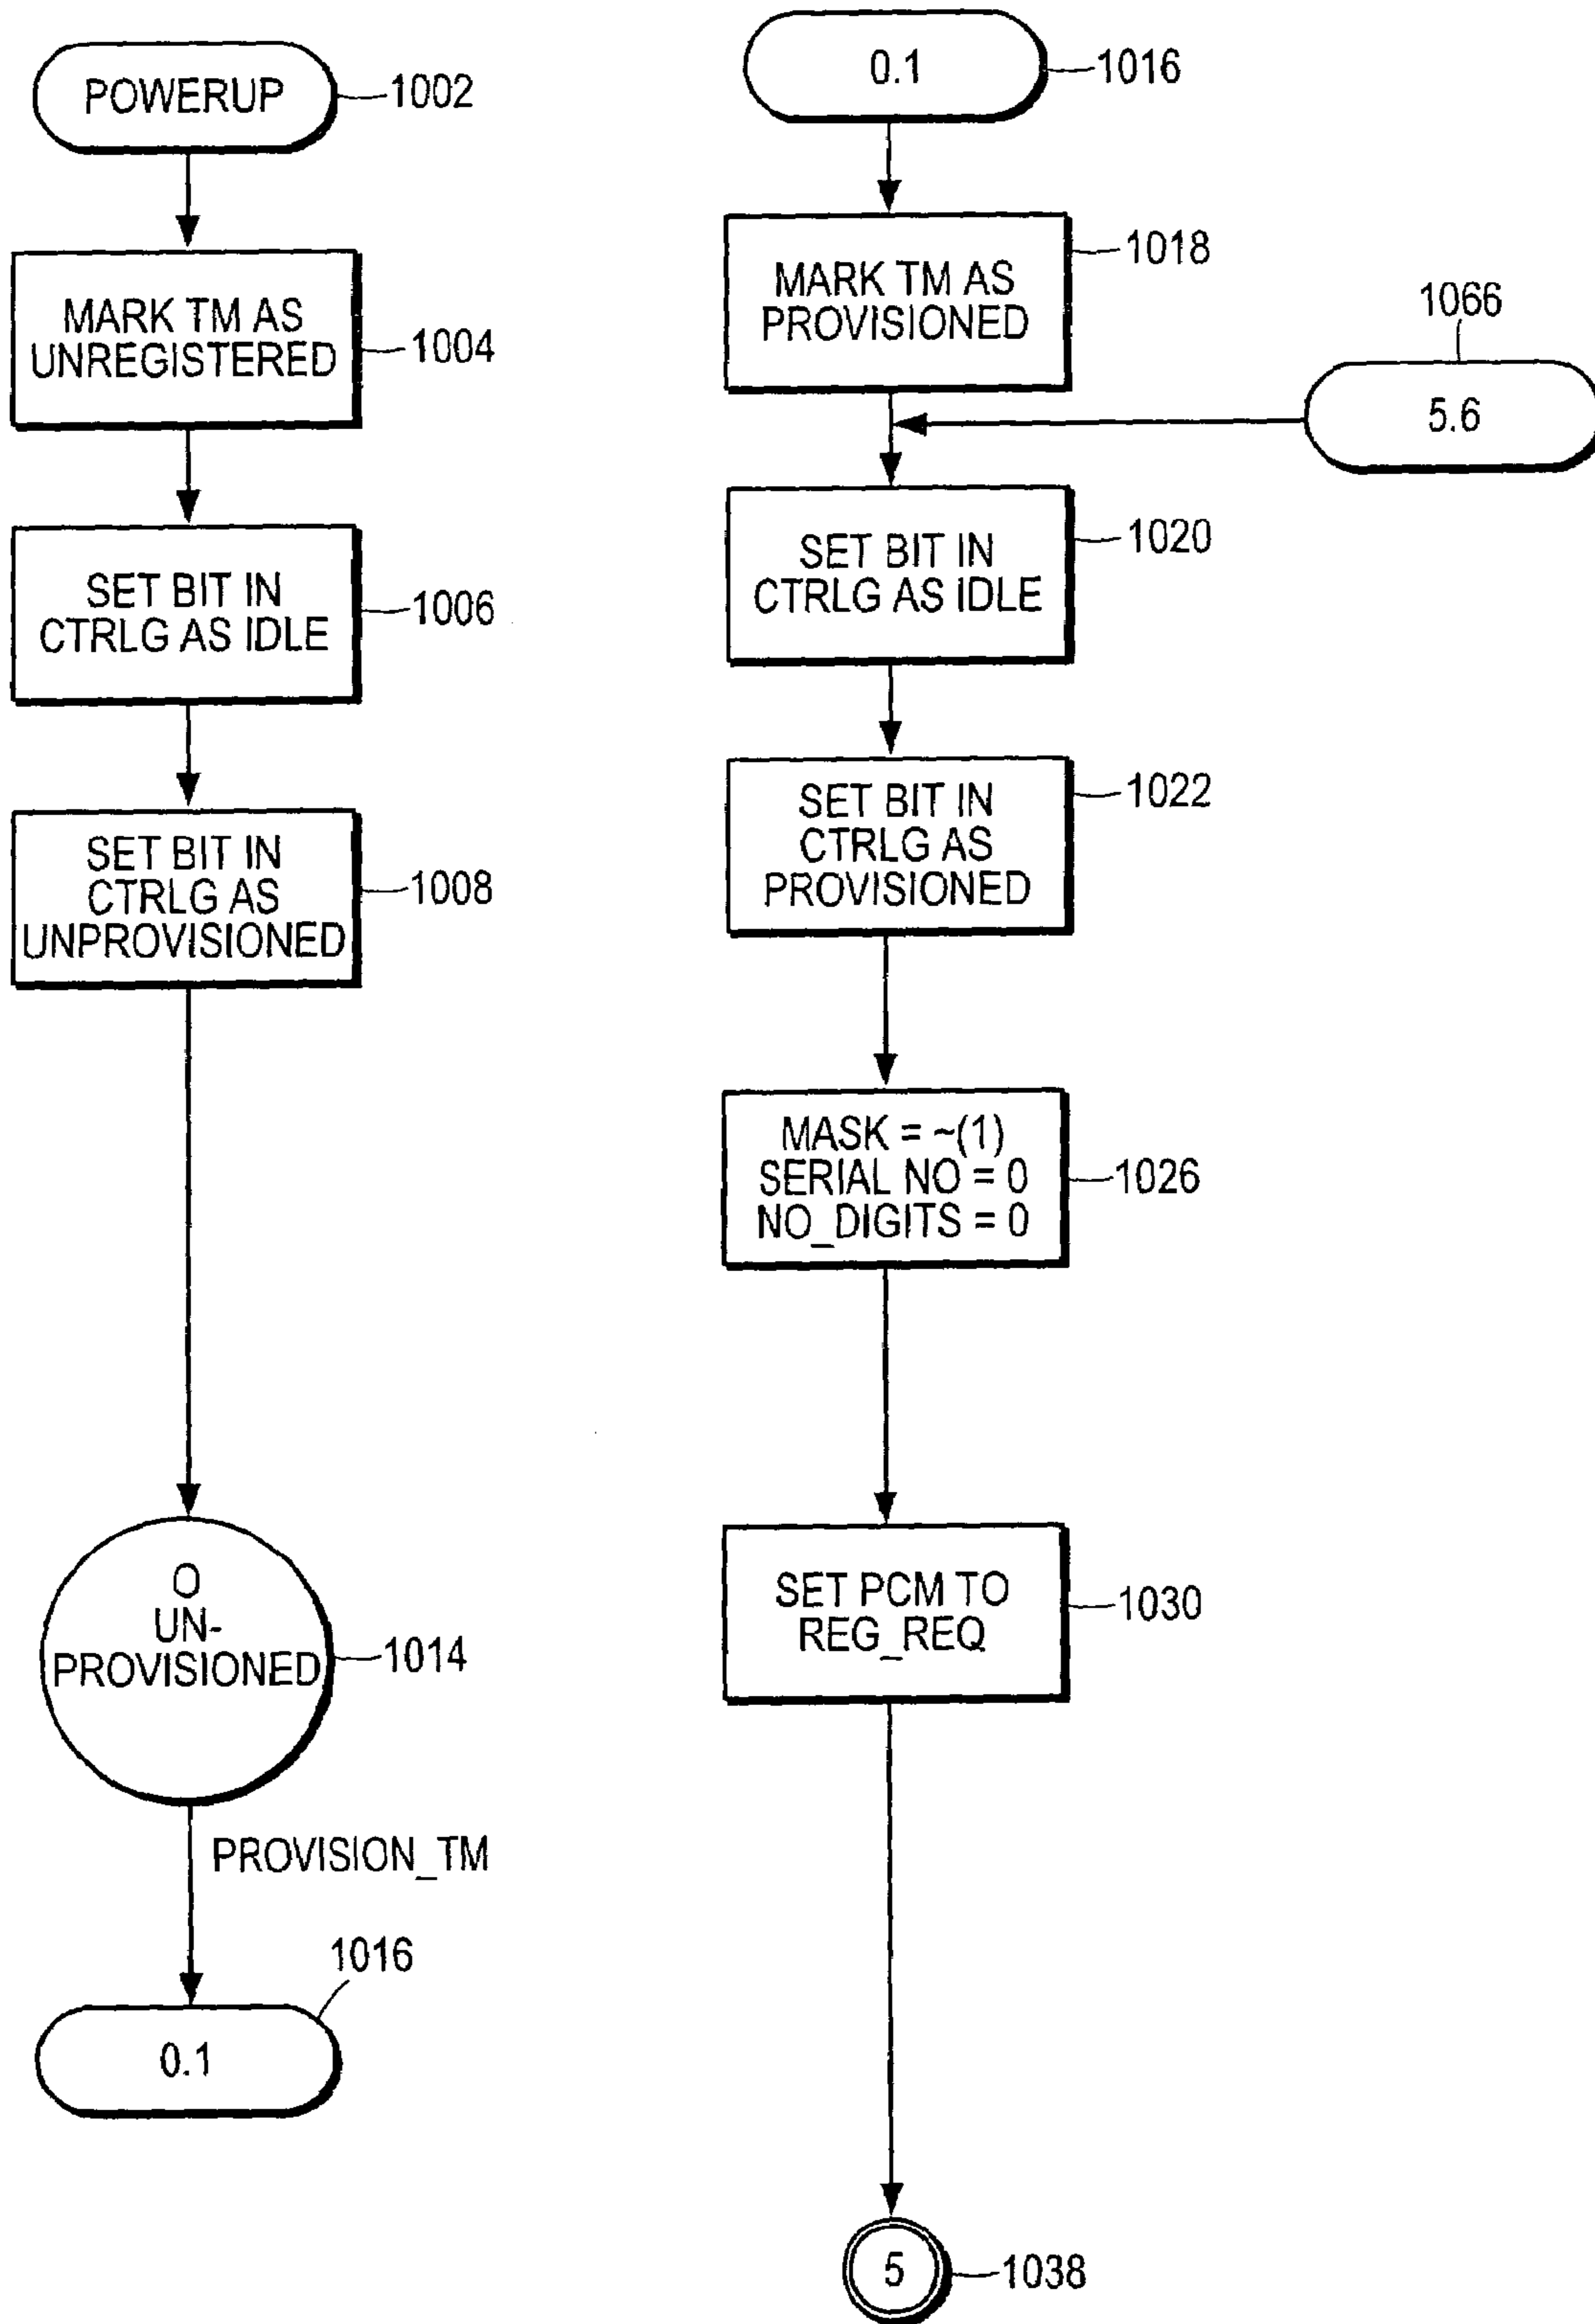 POWERUP
1002
MARK TM AS
UNREGISTERED
1004
SET BIT IN
CTRLG AS IDLE
1006
SET BIT IN
CTRLG AS
UNPROVISIONED
1008
O
UN-
PROVISIONED
1014
PROVISION_TM
1016
0.1
0.1
1016
MARK TM AS
PROVISIONED
1018
1066
5.6
SET BIT IN
CTRLG AS IDLE
1020
SET BIT IN
CTRLG AS
PROVISIONED
1022
MASK = ~(1)
SERIAL NO = 0
NO_DIGITS = 0
1026
SET PCM TO
REG_REQ
1030
5
1038